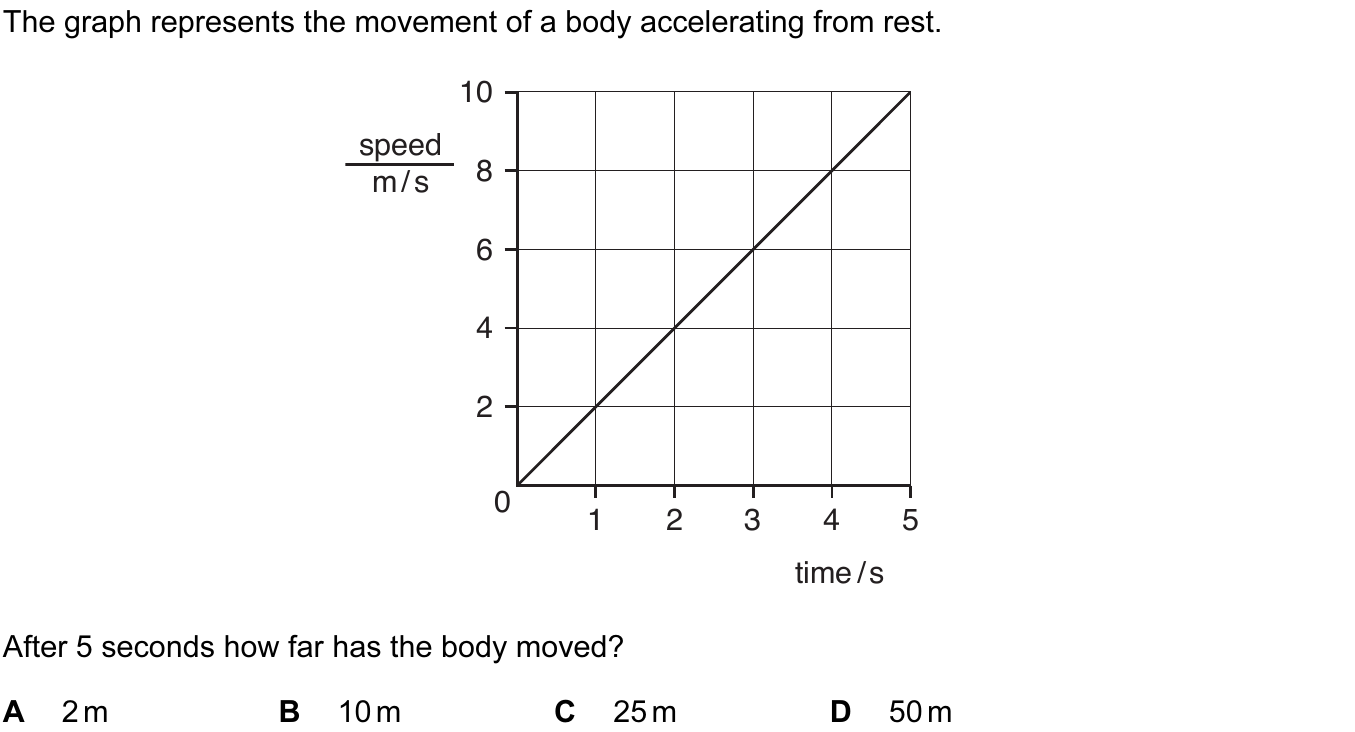 The graph represents the movement of a body accelerating from rest.
10
speed
m/s
8
6
4
2
0
1 2 3 4 5
time/s
After 5 seconds how far has the body moved?
A 2m B 10m C 25m D 50m